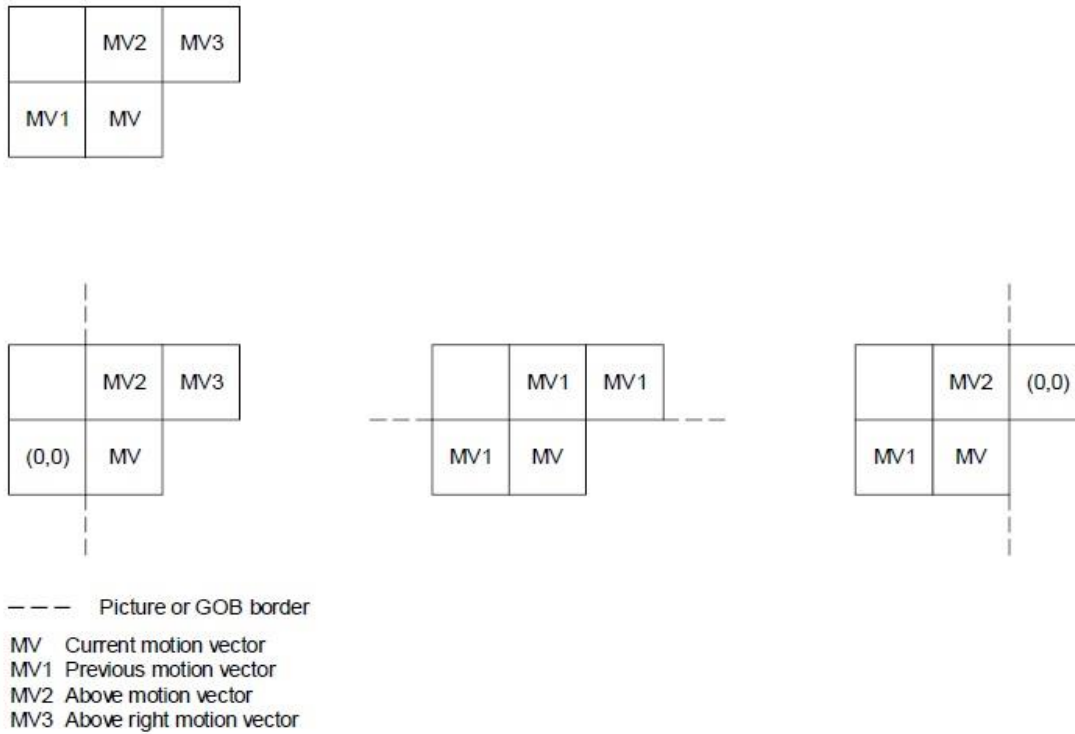 MV2 MV3
MV1 MV
MV2 MV3
(0,0) MV
MV1 MV1
MV1 MV
MV2 (0,0)
MV1 MV
Picture or GOB border
MV Current motion vector
MV1 Previous motion vector
MV2 Above motion vector
MV3 Above right motion vector